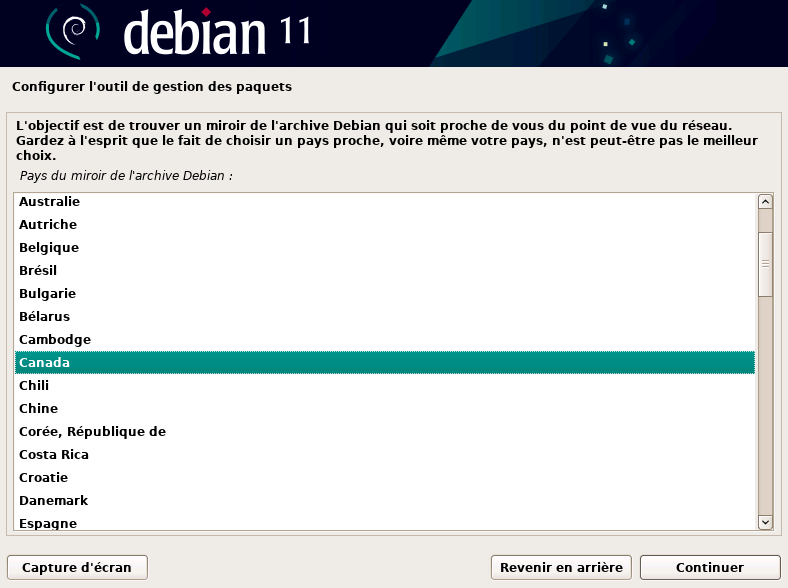 debian 11
Configurer l'outil de gestion des paquets
L'objectif est de trouver un miroir de l'archive Debian qui soit proche de vous du point de vue du réseau.
Gardez à l'esprit que le fait de choisir un pays proche, voire même votre pays, n'est peut-être pas le meilleur
choix.
Pays du miroir de l'archive Debian :
Australie
Autriche
Belgique
Brésil
Bulgarie
Bélarus
Cambodge
Canada
Chili
Chine
Corée, République de
Costa Rica
Croatie
Danemark
Espagne
Capture d'écran
Revenir en arrière
Continuer